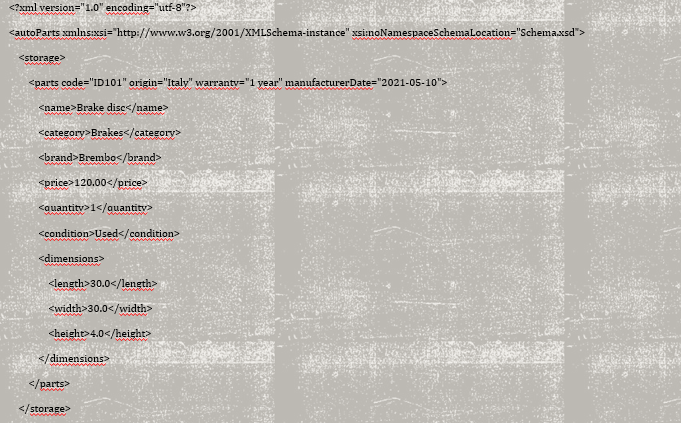 <?xml version="1.0" encoding="utf-8"?>
<autoParts xmlns:xsi="http://www.w3.org/2001/XMLSchema-instance" xsi:noNamespaceSchemaLocation="Schema.xsd">
<storage>
<parts code="ID101" origin="Italy" warranty="1 year" manufacturerDate="2021-05-10">
<name>Brake disc</name>
<category>Brakes</category>
<brand>Brembo</brand>
<price>120.00</price>
<quantity>1</quantity>
<condition>Used</condition>
<dimensions>
<length>30.0</length>
<width>30.0</width>
<height>4.0</height>
</dimensions>
</parts>
</storage>